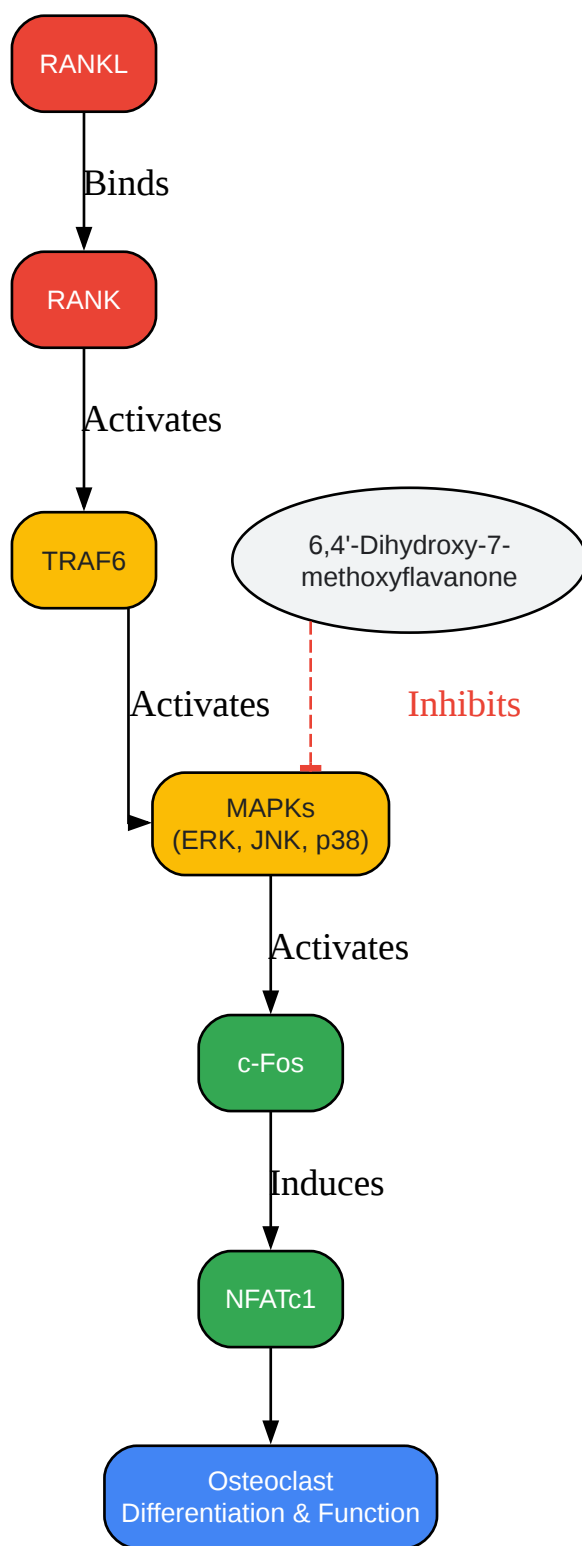 RANKL
Binds
RANK
Activates
TRAF6
6,4'-Dihydroxy-7-
methoxyflavanone
Activates
Inhibits
MAPKs
(ERK, JNK, p38)
Activates
c-Fos
Induces
NFATc1
Osteoclast
Differentiation & Function